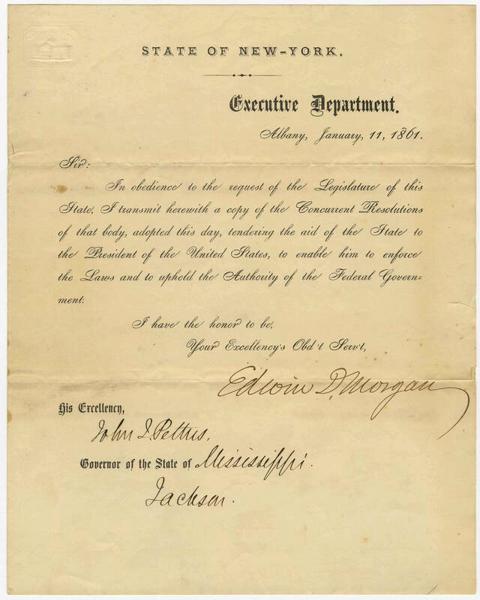 STATE OF NEW-YORK.
Executive Department.
Albany, January, 11, 1861.
Sir:
In obedience to the request of the Legislature of this
State, I transmit herewith a copy of the Concurrent Resolutions
of that body, adopted this day, tendering the aid of the State to
the President of the United States, to enable him to enforce
the Laws and to uphold the Authority of the Federal Govern-
ment.
I have the honor to be,
Your Excellency's Obd't Serv't,
Edwin D. Morgan
His Excellency,
John J. Pettus,
Governor of the State of Mississippi.
Jackson.